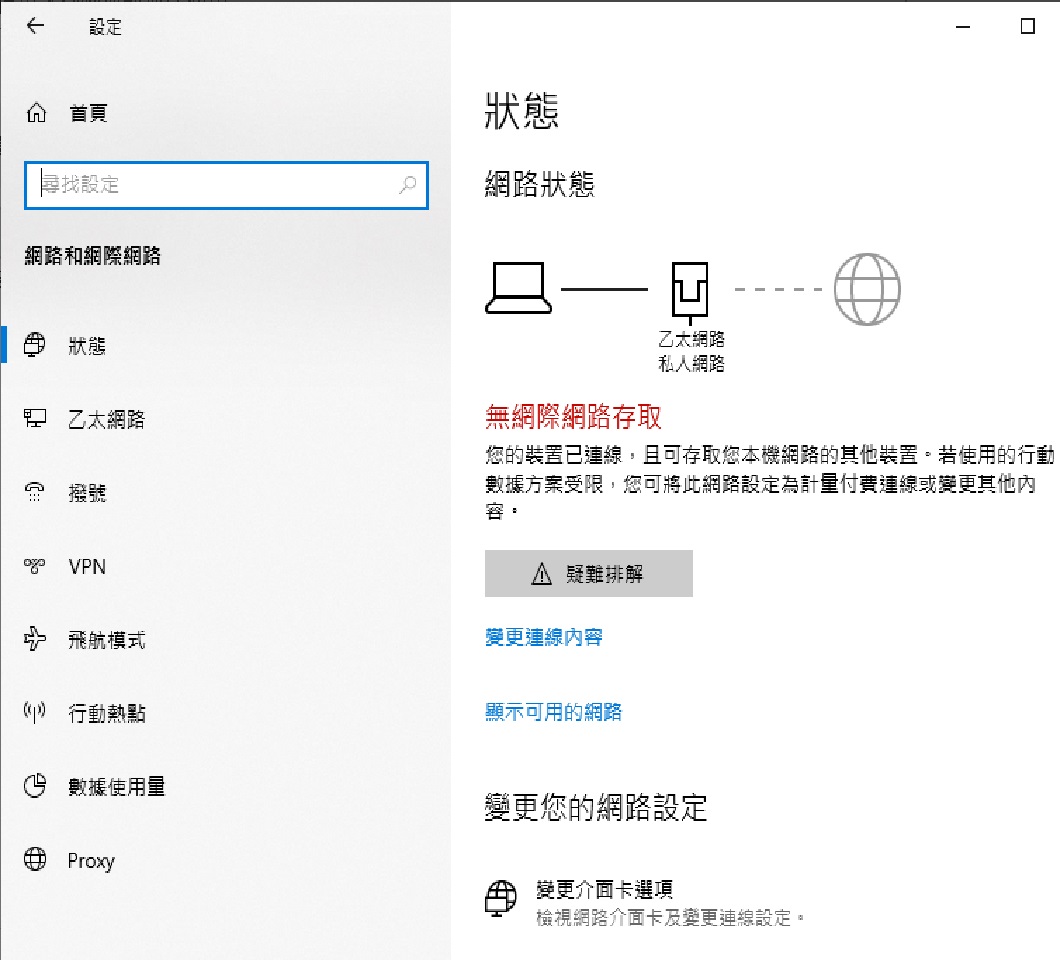 設定
首頁
尋找設定
網路和網際網路
狀態
乙太網路
撥號
VPN
飛航模式
行動熱點
數據使用量
Proxy
狀態
網路狀態
乙太網路
私人網路
無網際網路存取
您的裝置已連線，且可存取您本機網路的其他裝置。若使用的行動
數據方案受限，您可將此網路設定為計量付費連線或變更其他內
容。
疑難排解
變更連線內容
顯示可用的網路
變更您的網路設定
變更介面卡選項
檢視網路介面卡及變更連線設定。